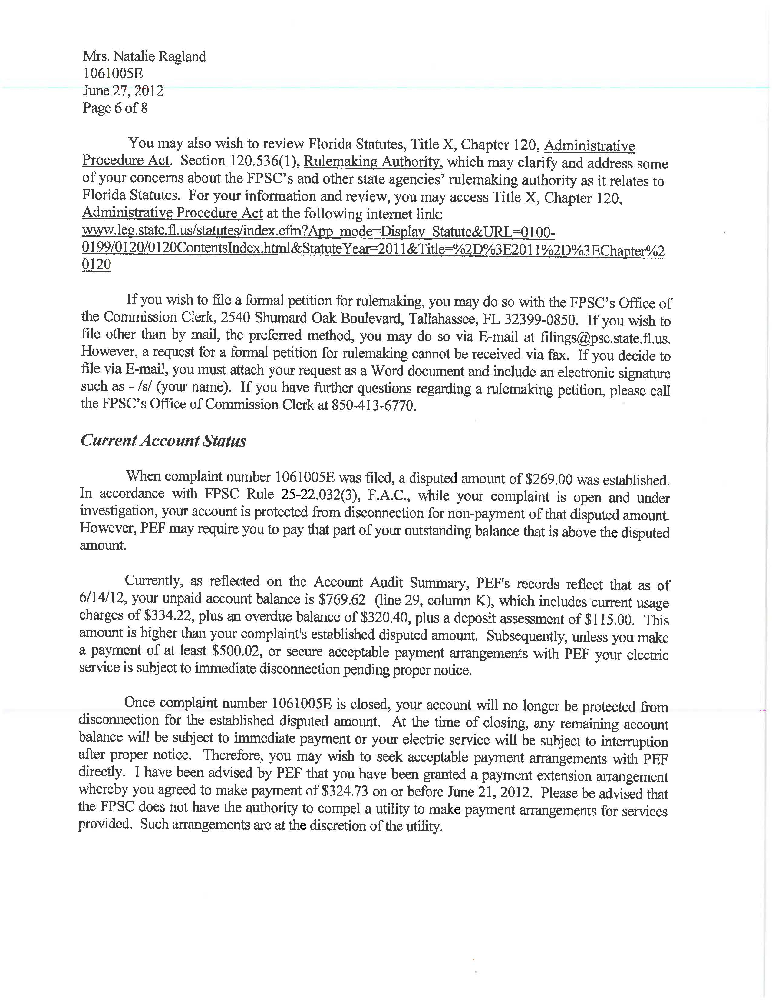 Mrs. Natalie Ragland
1061005E
June 27, 2012
Page 6 of 8
You may also wish to review Florida Statutes, Title X, Chapter 120, Administrative
Procedure Act. Section 120.536(1), Rulemaking Authority, which may clarify and address some
of your concerns about the FPSC's and other state agencies' rulemaking authority as it relates to
Florida Statutes. For your information and review, you may access Title X, Chapter 120,
Administrative Procedure Act at the following internet link:
www.leg.state.fl.us/statutes/index.cfm?App_mode=Display_Statute&URL=0100-
0199/0120/0120ContentsIndex.html&StatuteYear=2011&Title=%2D%3E2011%2D%3EChapter%2
0120
If you wish to file a formal petition for rulemaking, you may do so with the FPSC's Office of
the Commission Clerk, 2540 Shumard Oak Boulevard, Tallahassee, FL 32399-0850. If you wish to
file other than by mail, the preferred method, you may do so via E-mail at filings@psc.state.fl.us.
However, a request for a formal petition for rulemaking cannot be received via fax. If you decide to
file via E-mail, you must attach your request as a Word document and include an electronic signature
such as - /s/ (your name). If you have further questions regarding a rulemaking petition, please call
the FPSC's Office of Commission Clerk at 850-413-6770.
Current Account Status
When complaint number 1061005E was filed, a disputed amount of $269.00 was established.
In accordance with FPSC Rule 25-22.032(3), F.A.C., while your complaint is open and under
investigation, your account is protected from disconnection for non-payment of that disputed amount.
However, PEF may require you to pay that part of your outstanding balance that is above the disputed
amount.
Currently, as reflected on the Account Audit Summary, PEF's records reflect that as of
6/14/12, your unpaid account balance is $769.62 (line 29, column K), which includes current usage
charges of $334.22, plus an overdue balance of $320.40, plus a deposit assessment of $115.00. This
amount is higher than your complaint's established disputed amount. Subsequently, unless you make
a payment of at least $500.02, or secure acceptable payment arrangements with PEF your electric
service is subject to immediate disconnection pending proper notice.
Once complaint number 1061005E is closed, your account will no longer be protected from
disconnection for the established disputed amount. At the time of closing, any remaining account
balance will be subject to immediate payment or your electric service will be subject to interruption
after proper notice. Therefore, you may wish to seek acceptable payment arrangements with PEF
directly. I have been advised by PEF that you have been granted a payment extension arrangement
whereby you agreed to make payment of $324.73 on or before June 21, 2012. Please be advised that
the FPSC does not have the authority to compel a utility to make payment arrangements for services
provided. Such arrangements are at the discretion of the utility.